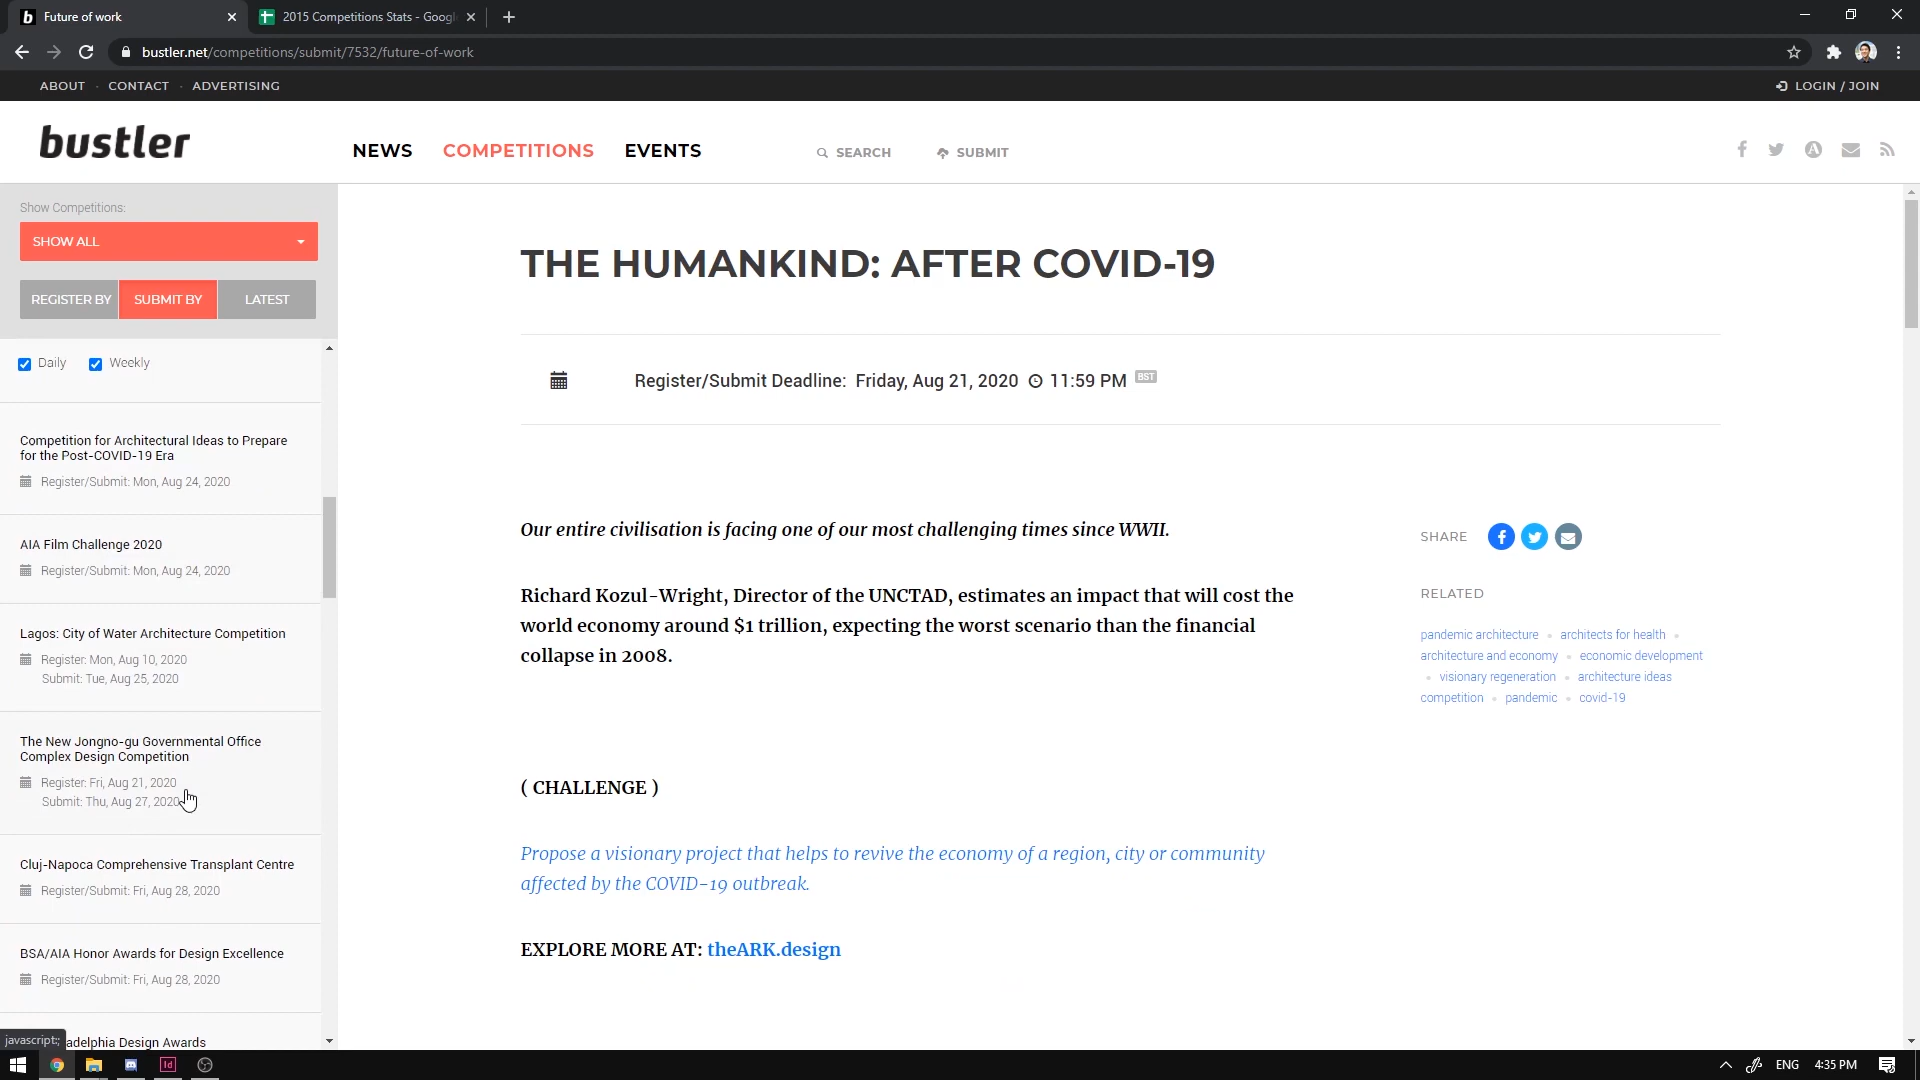 Future of work
2015 Competitions Stats - Googl
bustler.net/competitions/submit/7532/future-of-work
ABOUT - CONTACT - ADVERTISING
LOGIN / JOIN
bustler
NEWS
COMPETITIONS
EVENTS
SEARCH
SUBMIT
Show Competitions:
SHOW ALL
REGISTER BY
SUBMIT BY
LATEST
Daily
Weekly
Competition for Architectural Ideas to Prepare
for the Post-COVID-19 Era
Register/Submit: Mon, Aug 24, 2020
AIA Film Challenge 2020
Register/Submit: Mon, Aug 24, 2020
Lagos: City of Water Architecture Competition
Register: Mon, Aug 10, 2020
Submit: Tue, Aug 25, 2020
The New Jongno-gu Governmental Office
Complex Design Competition
Register: Fri, Aug 21, 2020
Submit: Thu, Aug 27, 2020
Cluj-Napoca Comprehensive Transplant Centre
Register/Submit: Fri, Aug 28, 2020
BSA/AIA Honor Awards for Design Excellence
Register/Submit: Fri, Aug 28, 2020
adelphia Design Awards
javascript:;
THE HUMANKIND: AFTER COVID-19
Register/Submit Deadline: Friday, Aug 21, 2020 11:59 PM BST
Our entire civilisation is facing one of our most challenging times since WWII.
Richard Kozul-Wright, Director of the UNCTAD, estimates an impact that will cost the
world economy around $1 trillion, expecting the worst scenario than the financial
collapse in 2008.
( CHALLENGE )
Propose a visionary project that helps to revive the economy of a region, city or community
affected by the COVID-19 outbreak.
EXPLORE MORE AT: theARK.design
SHARE
RELATED
pandemic architecture • architects for health •
architecture and economy • economic development
• visionary regeneration • architecture ideas
competition • pandemic • covid-19
ENG
4:35 PM